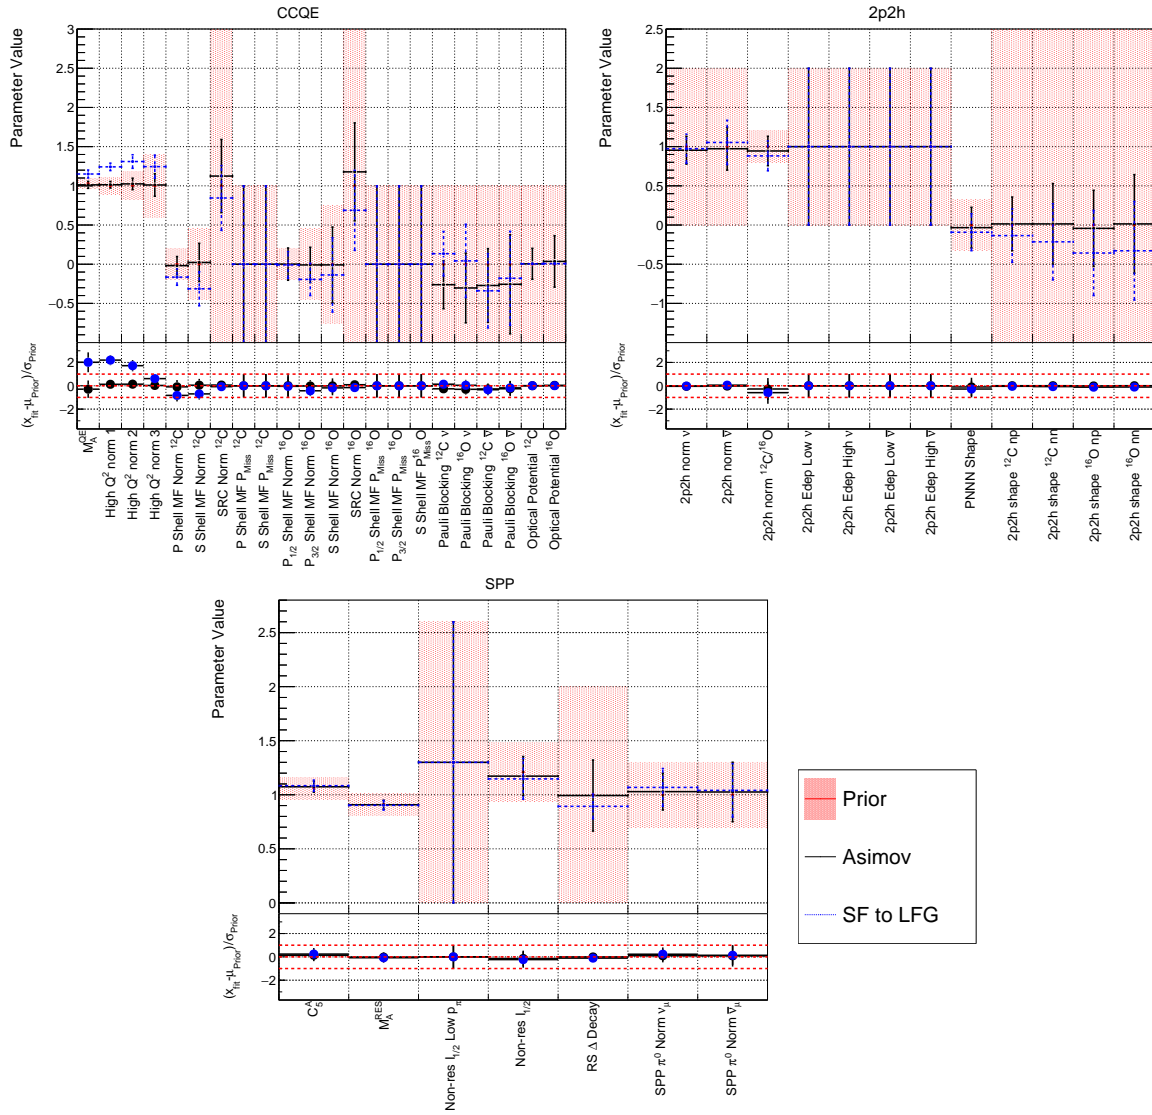 CCQE
Parameter Value
3
2.5
2
1.5
1
0.5
0
−0.5
(x_fit-μ_Prior)/σ_Prior
2
0
−2
M_A^QE
High Q² norm 1
High Q² norm 2
High Q² norm 3
P Shell MF Norm ¹²C
S Shell MF Norm ¹²C
SRC Norm ¹²C
P Shell MF P_Miss ¹²C
S Shell MF P_Miss ¹²C
P_1/2 Shell MF Norm ¹⁶O
P_3/2 Shell MF Norm ¹⁶O
S Shell MF Norm ¹⁶O
SRC Norm ¹⁶O
P_1/2 Shell MF P_Miss ¹⁶O
P_3/2 Shell MF P_Miss ¹⁶O
S Shell MF P_Miss ¹⁶O
Pauli Blocking ¹²C ν
Pauli Blocking ¹⁶O ν
Pauli Blocking ¹²C ν̅
Pauli Blocking ¹⁶O ν̅
Optical Potential ¹²C
Optical Potential ¹⁶O
2p2h
Parameter Value
2.5
2
1.5
1
0.5
0
−0.5
−1
(x_fit-μ_Prior)/σ_Prior
2
0
−2
2p2h norm ν
2p2h norm ν̅
2p2h norm ¹²C/¹⁶O
2p2h Edep Low ν
2p2h Edep High ν
2p2h Edep Low ν̅
2p2h Edep High ν̅
PNNN Shape
2p2h shape ¹²C np
2p2h shape ¹²C nn
2p2h shape ¹⁶O np
2p2h shape ¹⁶O nn
SPP
Parameter Value
2.5
2
1.5
1
0.5
0
(x_fit-μ_Prior)/σ_Prior
2
0
−2
C_5^A
M_A^RES
Non-res I_1/2 Low p_π
Non-res I_1/2
RS Δ Decay
SPP π⁰ Norm ν_μ
SPP π⁰ Norm ν̅_μ
Prior
Asimov
SF to LFG